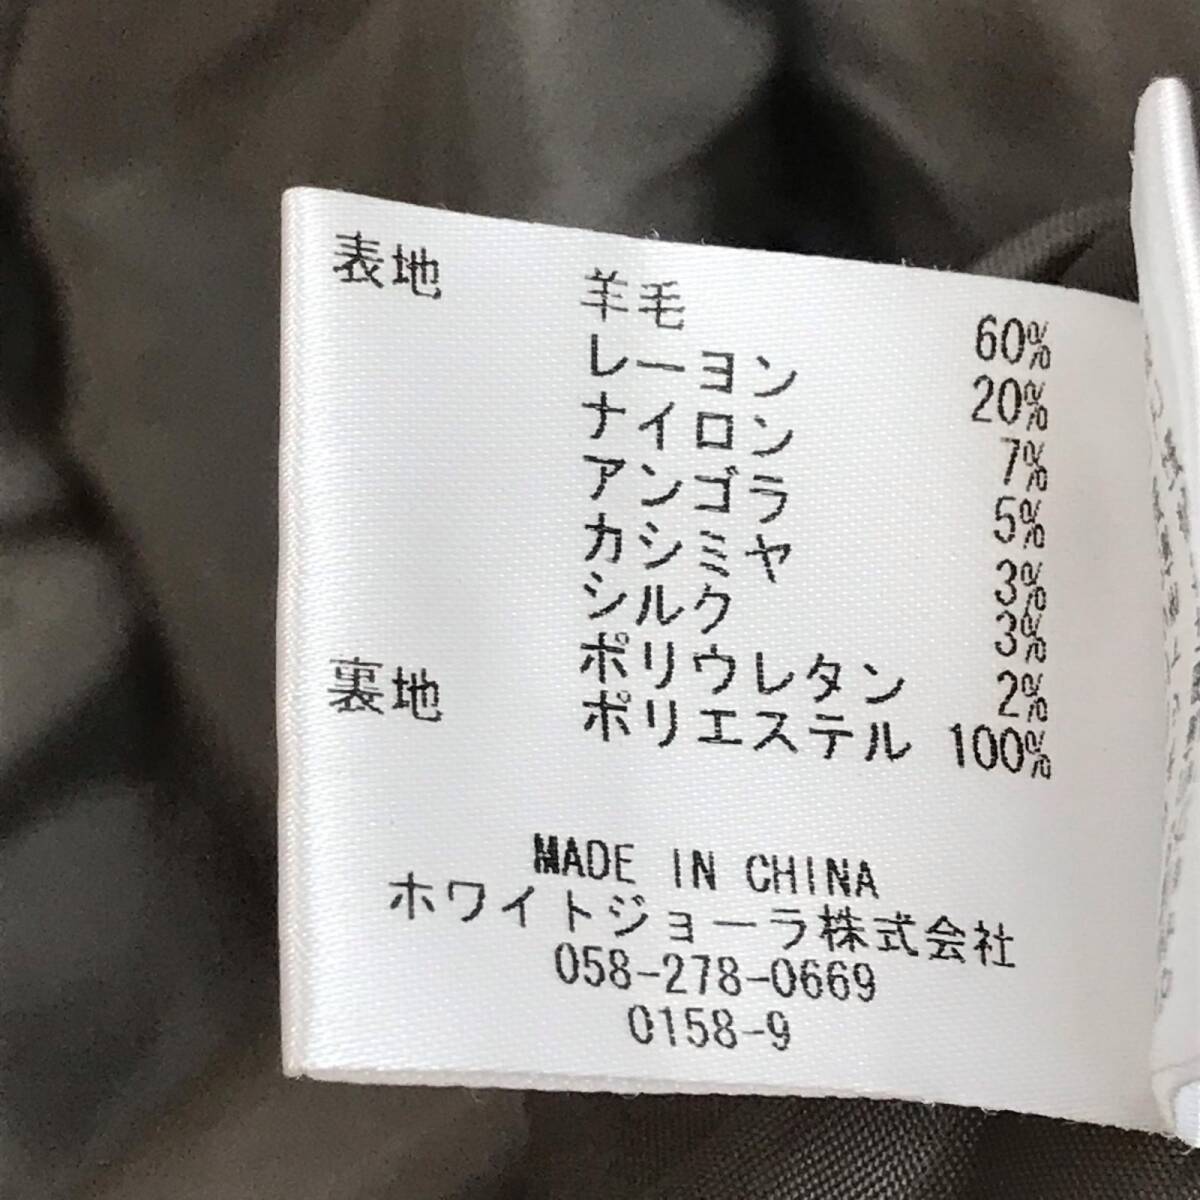 表地 羊毛 60%
レーヨン 20%
ナイロン 7%
アンゴラ 5%
カシミヤ 3%
シルク 3%
ポリウレタン 2%
裏地 ポリエステル 100%
MADE IN CHINA
ホワイトジョーラ株式会社
058-278-0669
0158-9